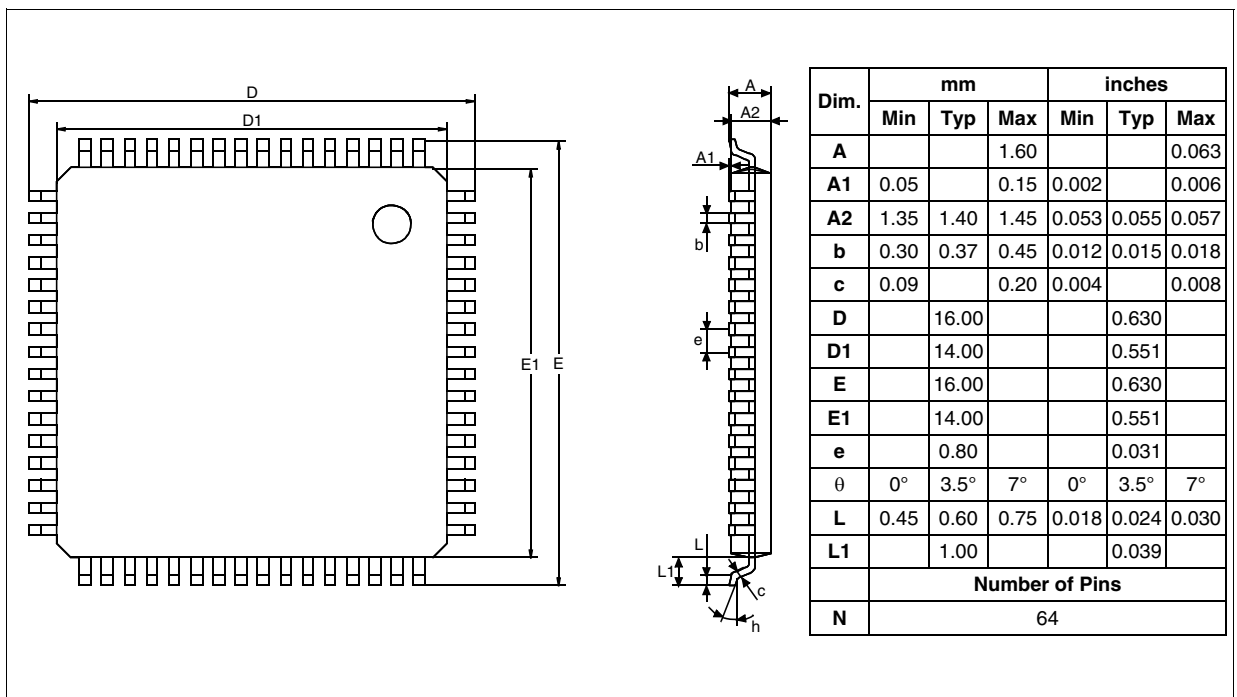 D
D1
E1 E
A
A2
A1
b
e
L
L1
c
h
Dim. mm inches
Min Typ Max Min Typ Max
A 1.60 0.063
A1 0.05 0.15 0.002 0.006
A2 1.35 1.40 1.45 0.053 0.055 0.057
b 0.30 0.37 0.45 0.012 0.015 0.018
c 0.09 0.20 0.004 0.008
D 16.00 0.630
D1 14.00 0.551
E 16.00 0.630
E1 14.00 0.551
e 0.80 0.031
θ 0° 3.5° 7° 0° 3.5° 7°
L 0.45 0.60 0.75 0.018 0.024 0.030
L1 1.00 0.039
Number of Pins
N 64